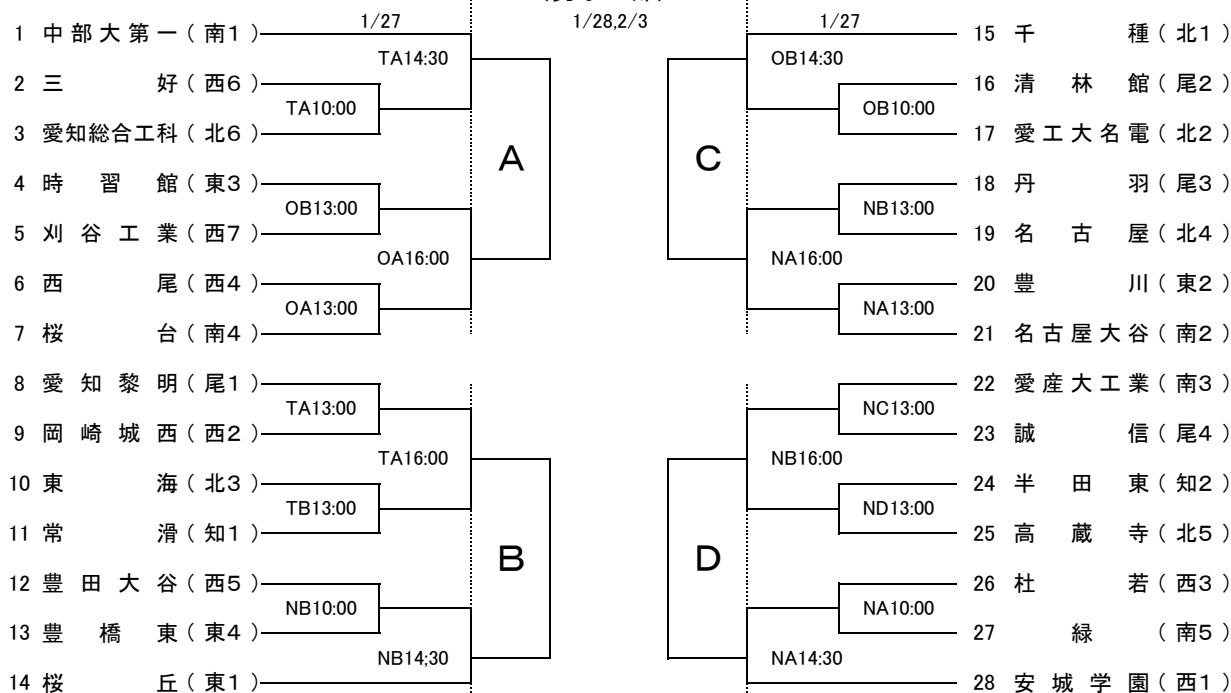 1/27 1/28,2/3 1/27
1 中部大第一(南1) 15 千種(北1)
TA14:30 OB14:30
2 三好(西6) 16 清林館(尾2)
TA10:00 OB10:00
3 愛知総合工科(北6) 17 愛工大名電(北2)
A C
4 時習館(東3) 18 丹羽(尾3)
OB13:00 NB13:00
5 刈谷工業(西7) 19 名古屋(北4)
OA16:00 NA16:00
6 西尾(西4) 20 豊川(東2)
OA13:00 NA13:00
7 桜台(南4) 21 名古屋大谷(南2)
8 愛知黎明(尾1) 22 愛産大工業(南3)
TA13:00 NC13:00
9 岡崎城西(西2) 23 誠信(尾4)
TA16:00 NB16:00
10 東海(北3) 24 半田東(知2)
TB13:00 ND13:00
11 常滑(知1) 25 高蔵寺(北5)
B D
12 豊田大谷(西5) 26 杜若(西3)
NB10:00 NA10:00
13 豊橋東(東4) 27 緑(南5)
NB14;30 NA14:30
14 桜丘(東1) 28 安城学園(西1)